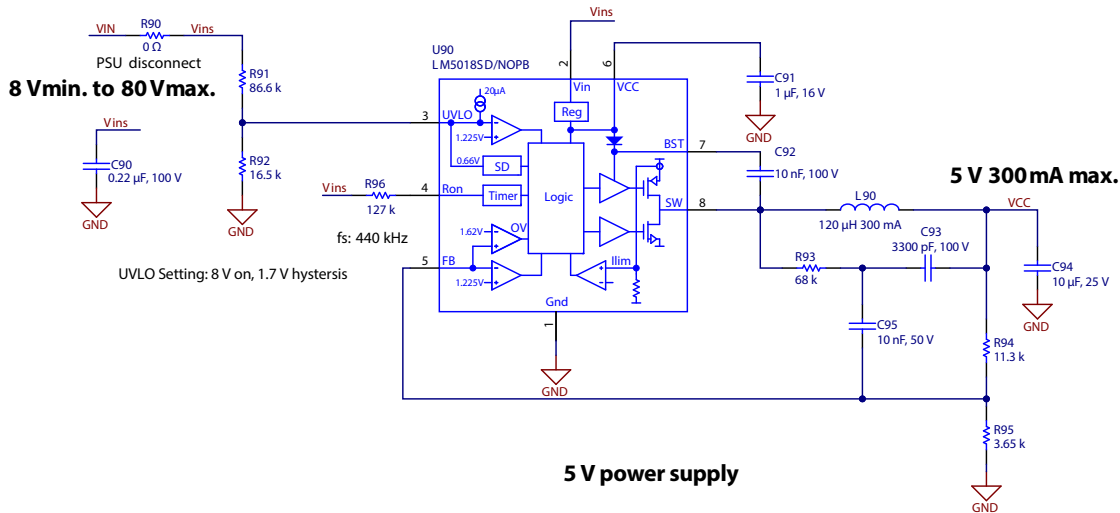 VIN
R90
0 Ω
Vins
PSU disconnect
8 Vmin. to 80 Vmax.
R91
86.6 k
Vins
C90
0.22 µF, 100 V
GND
R92
16.5 k
GND
Vins
R96
127 k
fs: 440 kHz
UVLO Setting: 8 V on, 1.7 V hystersis
Vins
U90
LM5018SD/NOPB
2
6
Vin
VCC
Reg
20µA
3
UVLO
1.225V
0.66V
SD
4
Ron
Timer
Logic
1.62V
OV
5
FB
1.225V
Ilim
Gnd
1
GND
BST
7
SW
8
C91
1 µF, 16 V
GND
C92
10 nF, 100 V
5 V 300 mA max.
L90
120 µH 300 mA
VCC
C93
3300 pF, 100 V
R93
68 k
C94
10 µF, 25 V
GND
C95
10 nF, 50 V
R94
11.3 k
R95
3.65 k
GND
5 V power supply